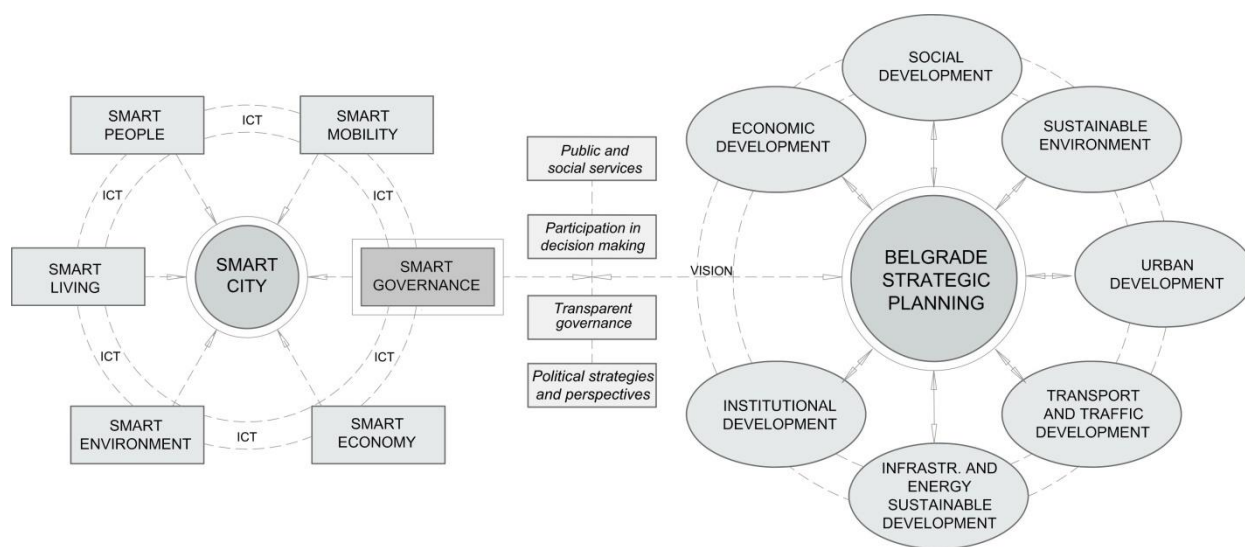 SMART
PEOPLE
ICT
SMART
MOBILITY
ICT
ICT
SMART
LIVING
SMART
CITY
SMART
GOVERNANCE
ICT
ICT
SMART
ENVIRONMENT
ICT
SMART
ECONOMY
Public and
social services
Participation in
decision making
VISION
Transparent
governance
Political strategies
and perspectives
SOCIAL
DEVELOPMENT
ECONOMIC
DEVELOPMENT
SUSTAINABLE
ENVIRONMENT
BELGRADE
STRATEGIC
PLANNING
URBAN
DEVELOPMENT
INSTITUTIONAL
DEVELOPMENT
TRANSPORT
AND TRAFFIC
DEVELOPMENT
INFRASTR. AND
ENERGY
SUSTAINABLE
DEVELOPMENT